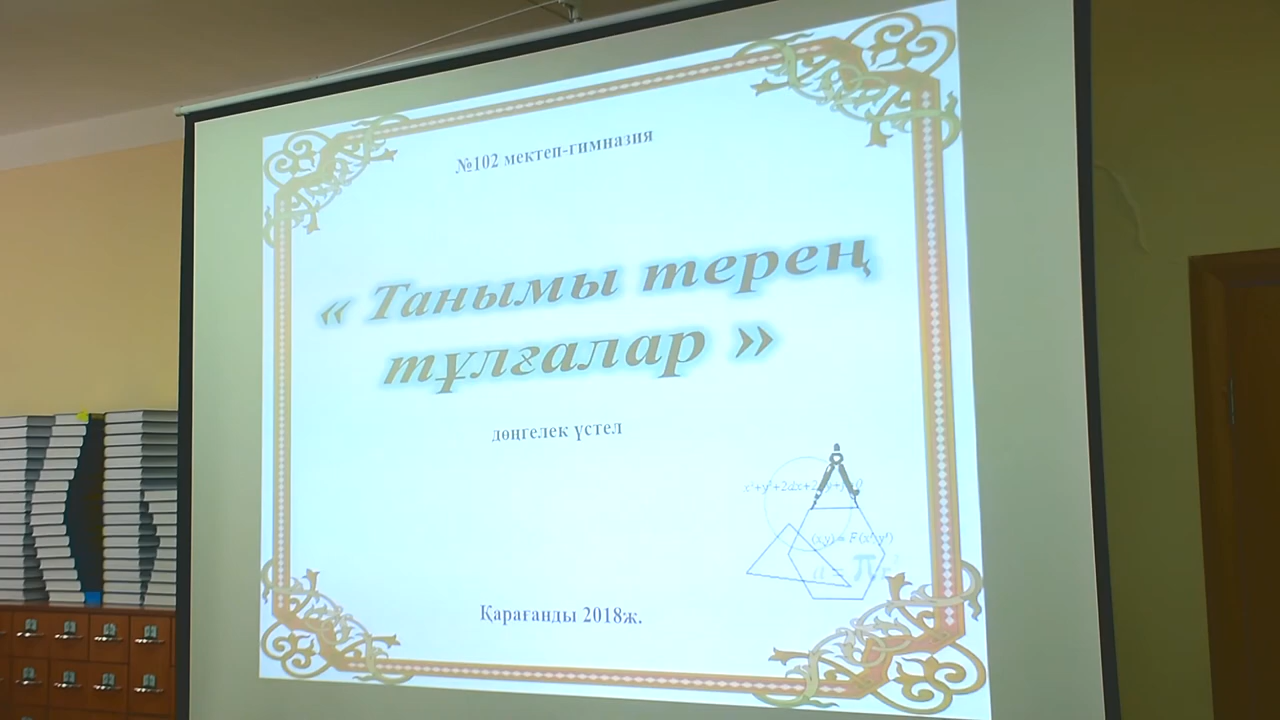 №102 мектеп-гимназия
« Танымы терең
тұлғалар »
дөңгелек үстел
Қарағанды 2018ж.